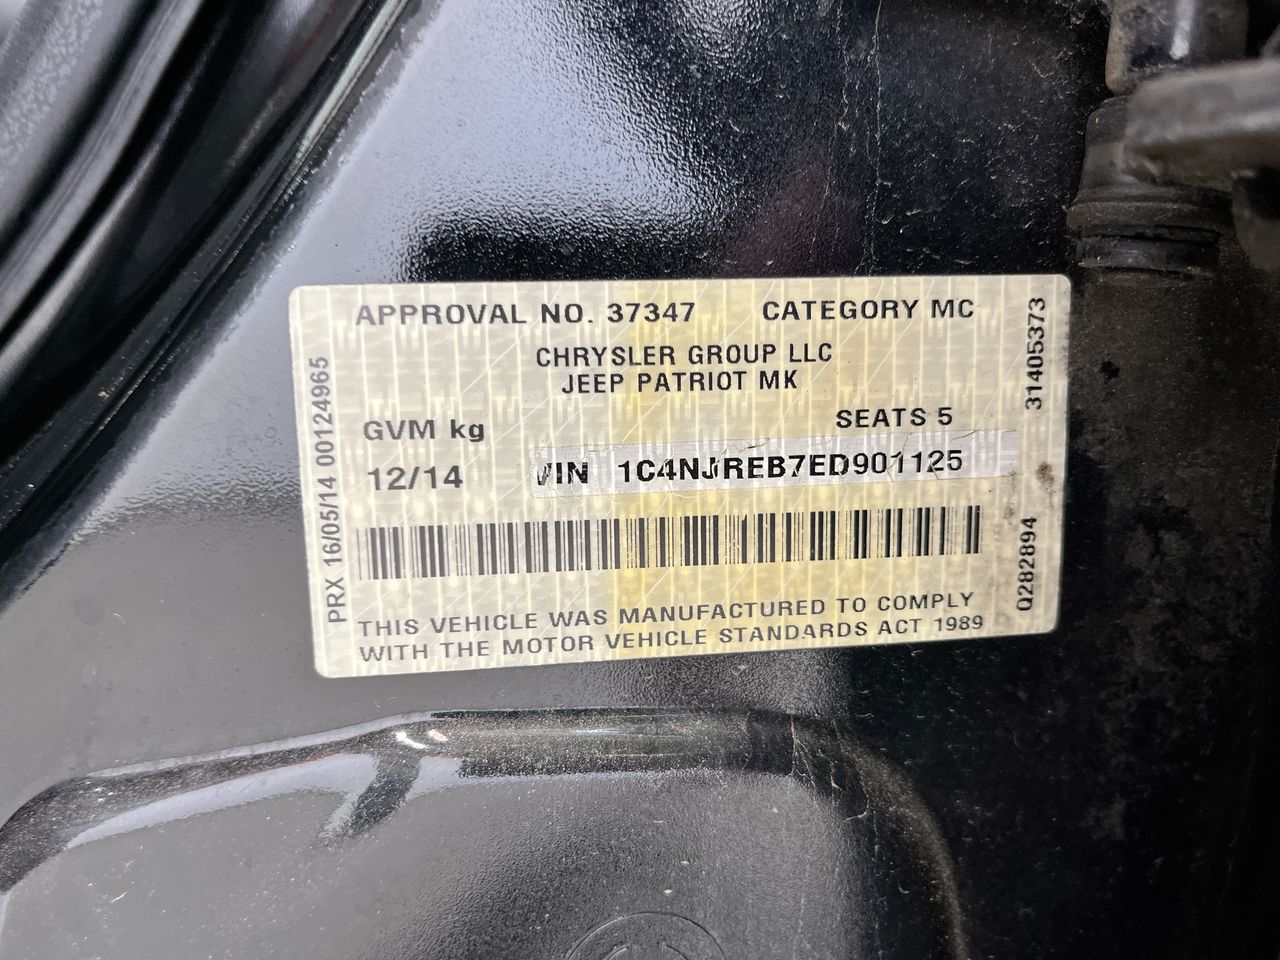 APPROVAL NO. 37347 CATEGORY MC
CHRYSLER GROUP LLC
JEEP PATRIOT MK
GVM kg SEATS 5
12/14 VIN 1C4NJREB7ED901125
THIS VEHICLE WAS MANUFACTURED TO COMPLY
WITH THE MOTOR VEHICLE STANDARDS ACT 1989
PRX 16/05/14 00124965
31405373
Q282894